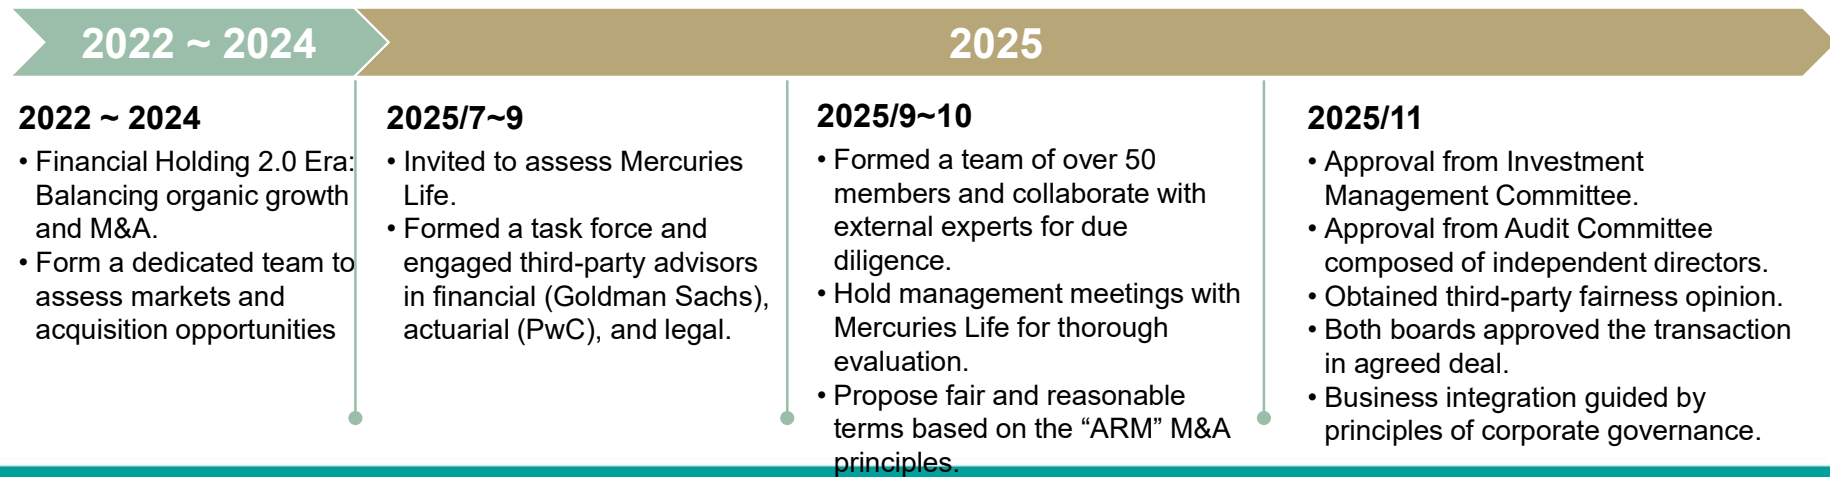 2022 ~ 2024
2025
2022 ~ 2024
• Financial Holding 2.0 Era:
Balancing organic growth
and M&A.
• Form a dedicated team to
assess markets and
acquisition opportunities
2025/7~9
• Invited to assess Mercuries
Life.
• Formed a task force and
engaged third-party advisors
in financial (Goldman Sachs),
actuarial (PwC), and legal.
2025/9~10
• Formed a team of over 50
members and collaborate with
external experts for due
diligence.
• Hold management meetings with
Mercuries Life for thorough
evaluation.
• Propose fair and reasonable
terms based on the “ARM” M&A
principles.
2025/11
• Approval from Investment
Management Committee.
• Approval from Audit Committee
composed of independent directors.
• Obtained third-party fairness opinion.
• Both boards approved the transaction
in agreed deal.
• Business integration guided by
principles of corporate governance.